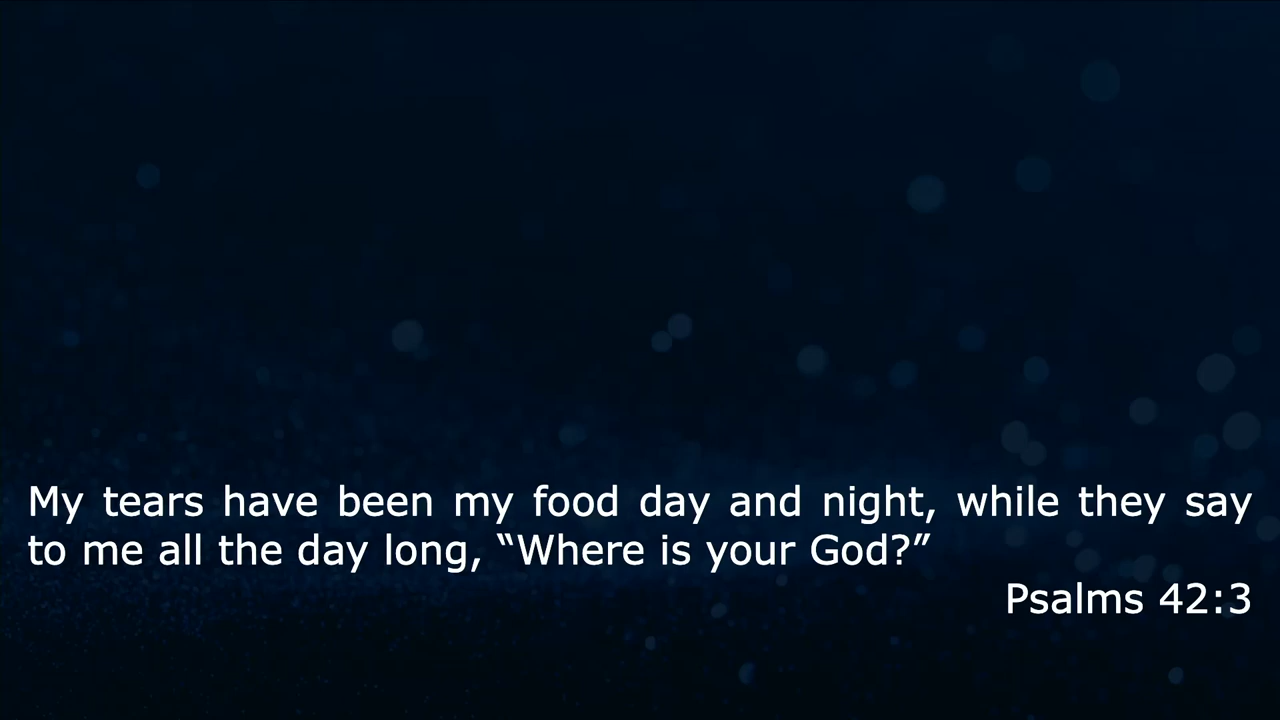 My tears have been my food day and night, while they say
to me all the day long, “Where is your God?”
Psalms 42:3